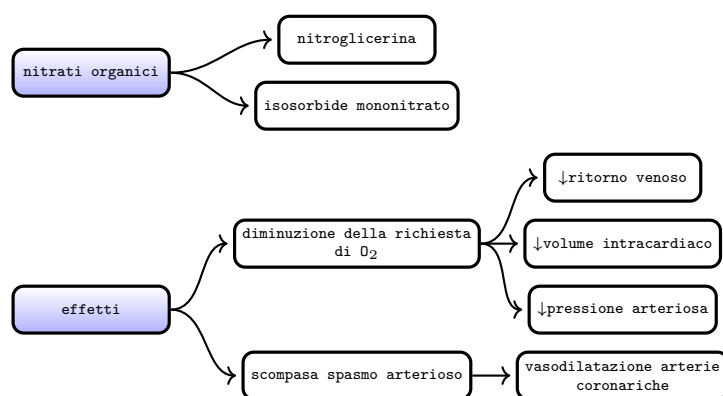 nitrati organici
nitroglicerina
isosorbide mononitrato
effetti
diminuzione della richiesta
di O₂
↓ritorno venoso
↓volume intracardiaco
↓pressione arteriosa
scompasa spasmo arterioso
vasodilatazione arterie
coronariche